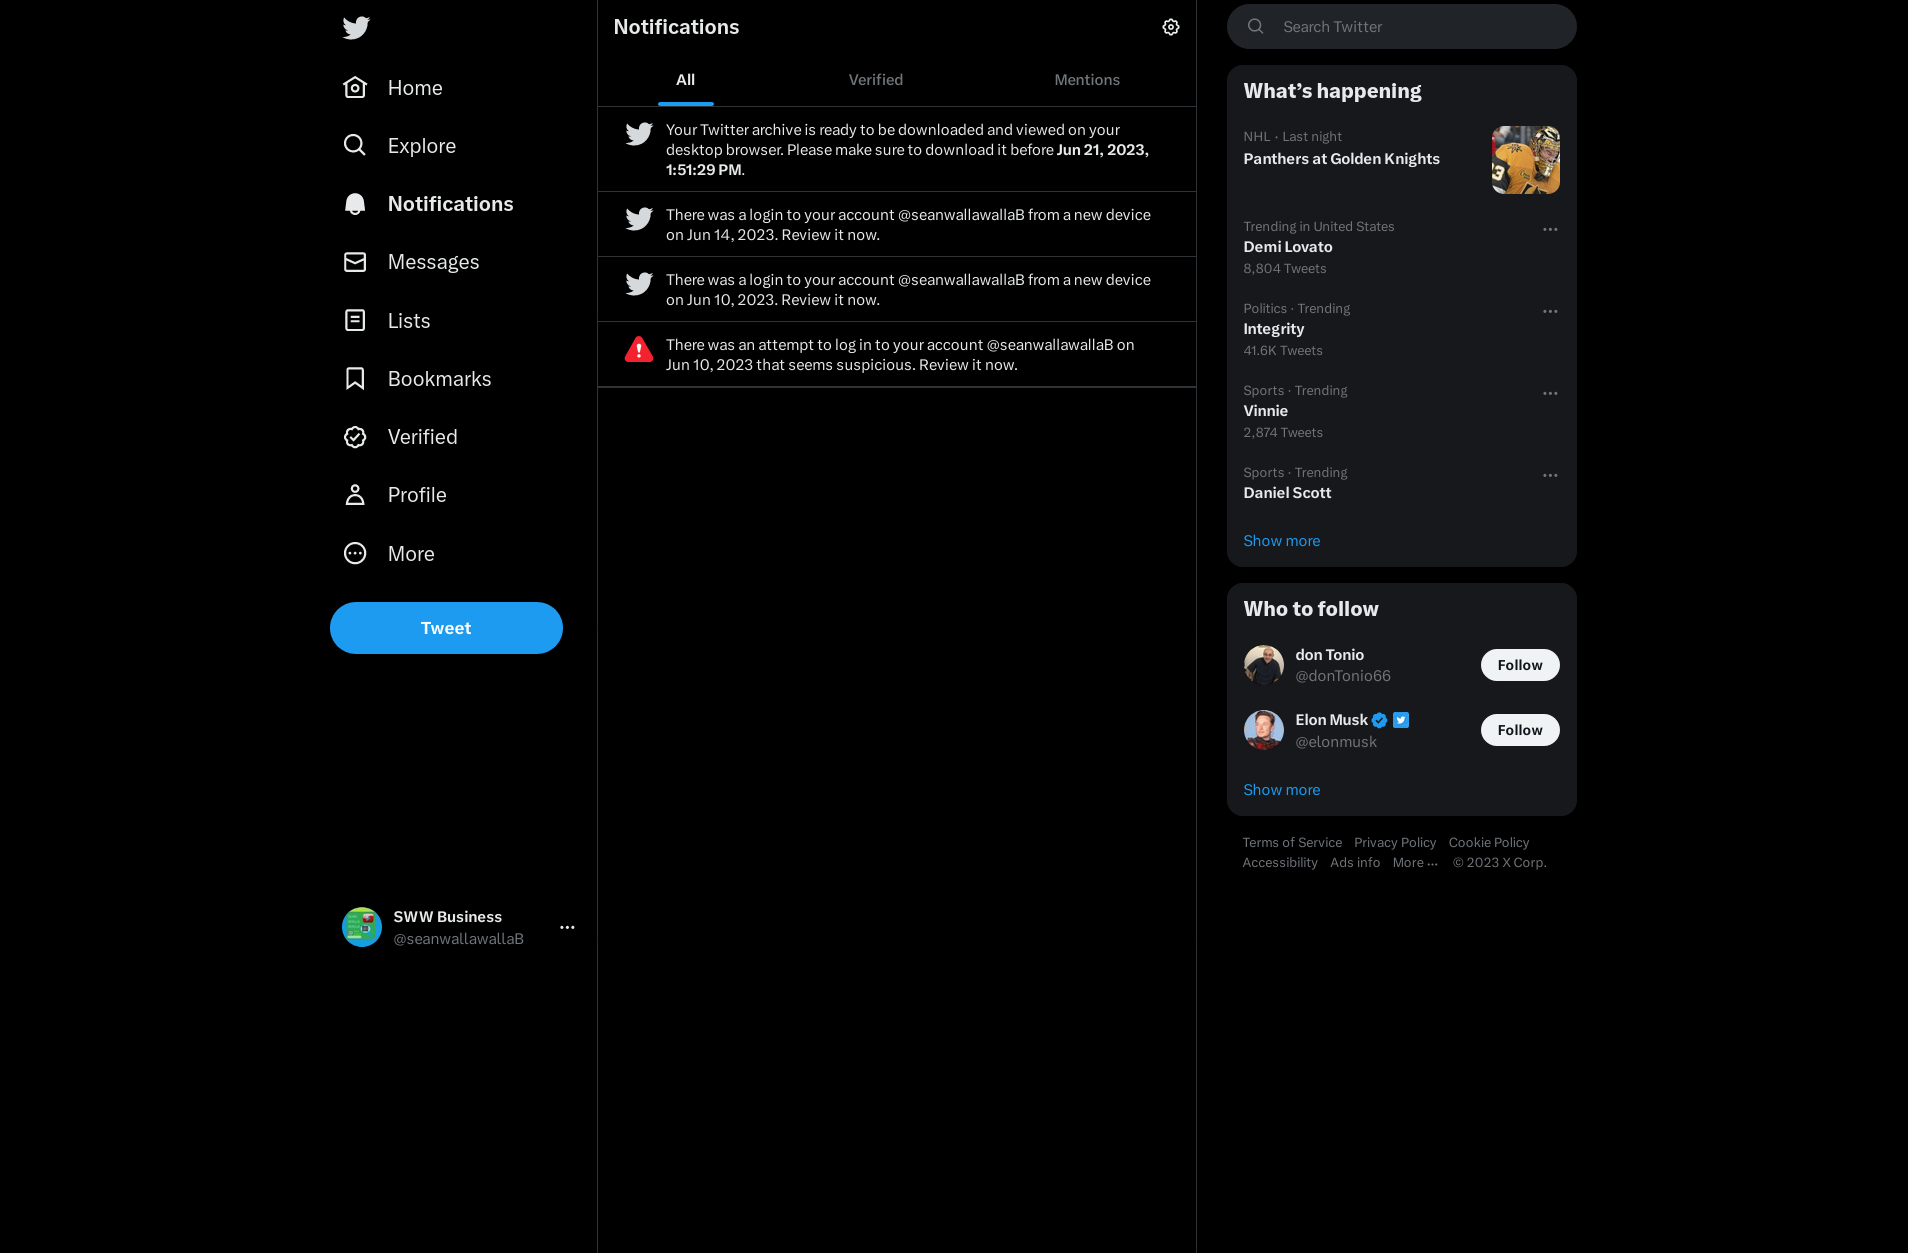 Home
Explore
Notifications
Messages
Lists
Bookmarks
Verified
Profile
More
Tweet
SWW Business
@seanwallawallaB
Notifications
All
Verified
Mentions
Your Twitter archive is ready to be downloaded and viewed on your
desktop browser. Please make sure to download it before Jun 21, 2023,
1:51:29 PM.
There was a login to your account @seanwallawallaB from a new device
on Jun 14, 2023. Review it now.
There was a login to your account @seanwallawallaB from a new device
on Jun 10, 2023. Review it now.
There was an attempt to log in to your account @seanwallawallaB on
Jun 10, 2023 that seems suspicious. Review it now.
Search Twitter
What's happening
NHL · Last night
Panthers at Golden Knights
Trending in United States
Demi Lovato
8,804 Tweets
Politics · Trending
Integrity
41.6K Tweets
Sports · Trending
Vinnie
2,874 Tweets
Sports · Trending
Daniel Scott
Show more
Who to follow
don Tonio
@donTonio66
Follow
Elon Musk
@elonmusk
Follow
Show more
Terms of Service Privacy Policy Cookie Policy
Accessibility Ads info More ··· © 2023 X Corp.